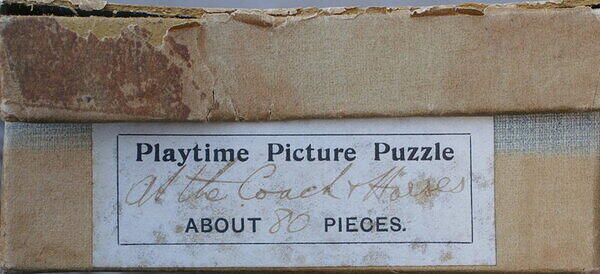 Playtime Picture Puzzle
At the Coach & Horses
ABOUT 80 PIECES.